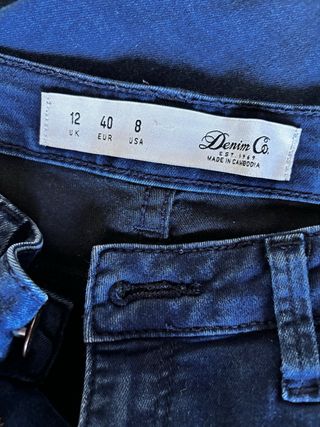 12 40 8
UK EUR USA
Denim Co.
EST. 1969
MADE IN CAMBODIA